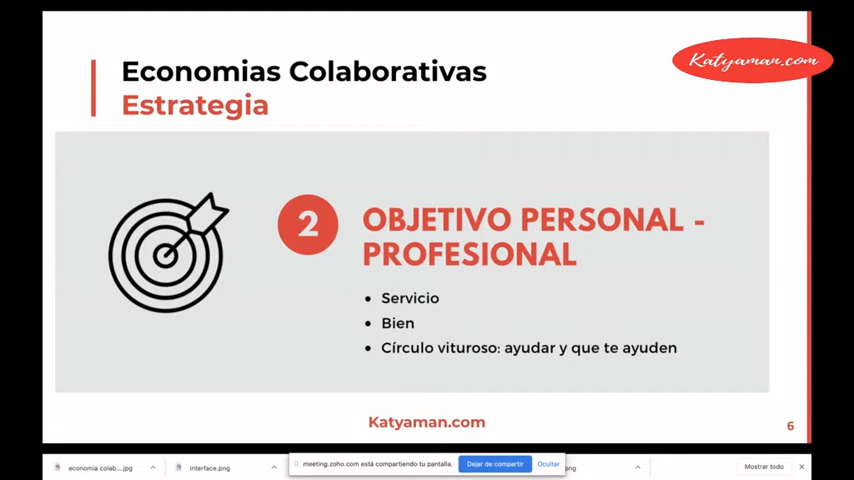 Economias Colaborativas
Estrategia
Katyaman.com
2
OBJETIVO PERSONAL -
PROFESIONAL
Servicio
Bien
Círculo vituroso: ayudar y que te ayuden
Katyaman.com
6
economia colab....jpg
interface.png
meeting.zoho.com está compartiendo tu pantalla.
Dejar de compartir
Ocultar
png
Mostrar todo